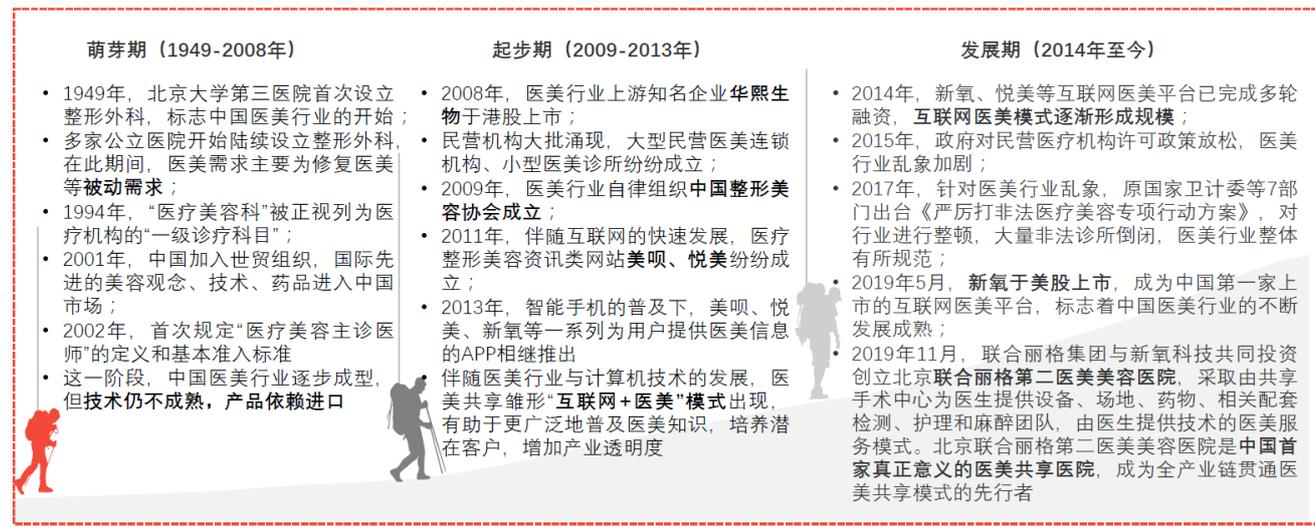 萌芽期（1949-2008年）
• 1949年，北京大学第三医院首次设立
整形外科，标志中国医美行业的开始；
• 多家公立医院开始陆续设立整形外科，
在此期间，医美需求主要为修复医美
等被动需求；
• 1994年，“医疗美容科”被正视列为医
疗机构的“一级诊疗科目”；
• 2001年，中国加入世贸组织，国际先
进的美容观念、技术、药品进入中国
市场；
• 2002年，首次规定“医疗美容主诊医
师”的定义和基本准入标准
• 这一阶段，中国医美行业逐步成型，
但技术仍不成熟，产品依赖进口
起步期（2009-2013年）
• 2008年，医美行业上游知名企业华熙生
物于港股上市；
• 民营机构大批涌现，大型民营医美连锁
机构、小型医美诊所纷纷成立；
• 2009年，医美行业自律组织中国整形美
容协会成立；
• 2011年，伴随互联网的快速发展，医疗
整形美容资讯类网站美呗、悦美纷纷成
立；
• 2013年，智能手机的普及下，美呗、悦
美、新氧等一系列为用户提供医美信息
的APP相继推出
• 伴随医美行业与计算机技术的发展，医
美共享雏形“互联网+医美”模式出现，
有助于更广泛地普及医美知识，培养潜
在客户，增加产业透明度
发展期（2014年至今）
• 2014年，新氧、悦美等互联网医美平台已完成多轮
融资，互联网医美模式逐渐形成规模；
• 2015年，政府对民营医疗机构许可政策放松，医美
行业乱象加剧；
• 2017年，针对医美行业乱象，原国家卫计委等7部
门出台《严厉打非法医疗美容专项行动方案》，对
行业进行整顿，大量非法诊所倒闭，医美行业整体
有所规范；
• 2019年5月，新氧于美股上市，成为中国第一家上
市的互联网医美平台，标志着中国医美行业的不断
发展成熟；
• 2019年11月，联合丽格集团与新氧科技共同投资
创立北京联合丽格第二医美美容医院，采取由共享
手术中心为医生提供设备、场地、药物、相关配套
检测、护理和麻醉团队，由医生提供技术的医美服
务模式。北京联合丽格第二医美美容医院是中国首
家真正意义的医美共享医院，成为全产业链贯通医
美共享模式的先行者